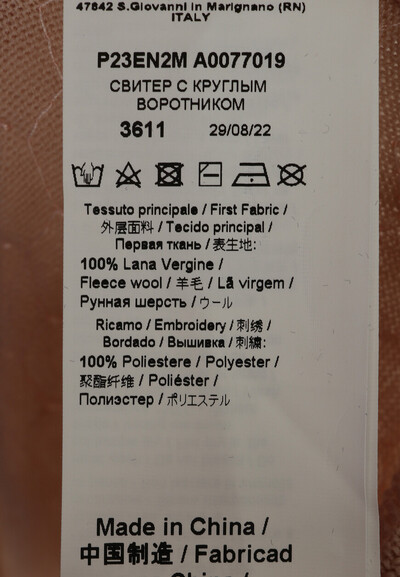 47842 S.Giovanni in Marignano (RN)
ITALY
P23EN2M A0077019
СВИТЕР С КРУГЛЫМ
ВОРОТНИКОМ
3611 29/08/22
Tessuto principale / First Fabric /
外层面料 / Tecido principal /
Первая ткань / 表生地:
100% Lana Vergine /
Fleece wool / 羊毛 / Lã virgem /
Рунная шерсть / ウール
Ricamo / Embroidery / 刺绣 /
Bordado / Вышивка / 刺繍:
100% Poliestere / Polyester /
聚酯纤维 / Poliéster /
Полиэстер / ポリエステル
Made in China /
中国制造 / Fabricad
China /